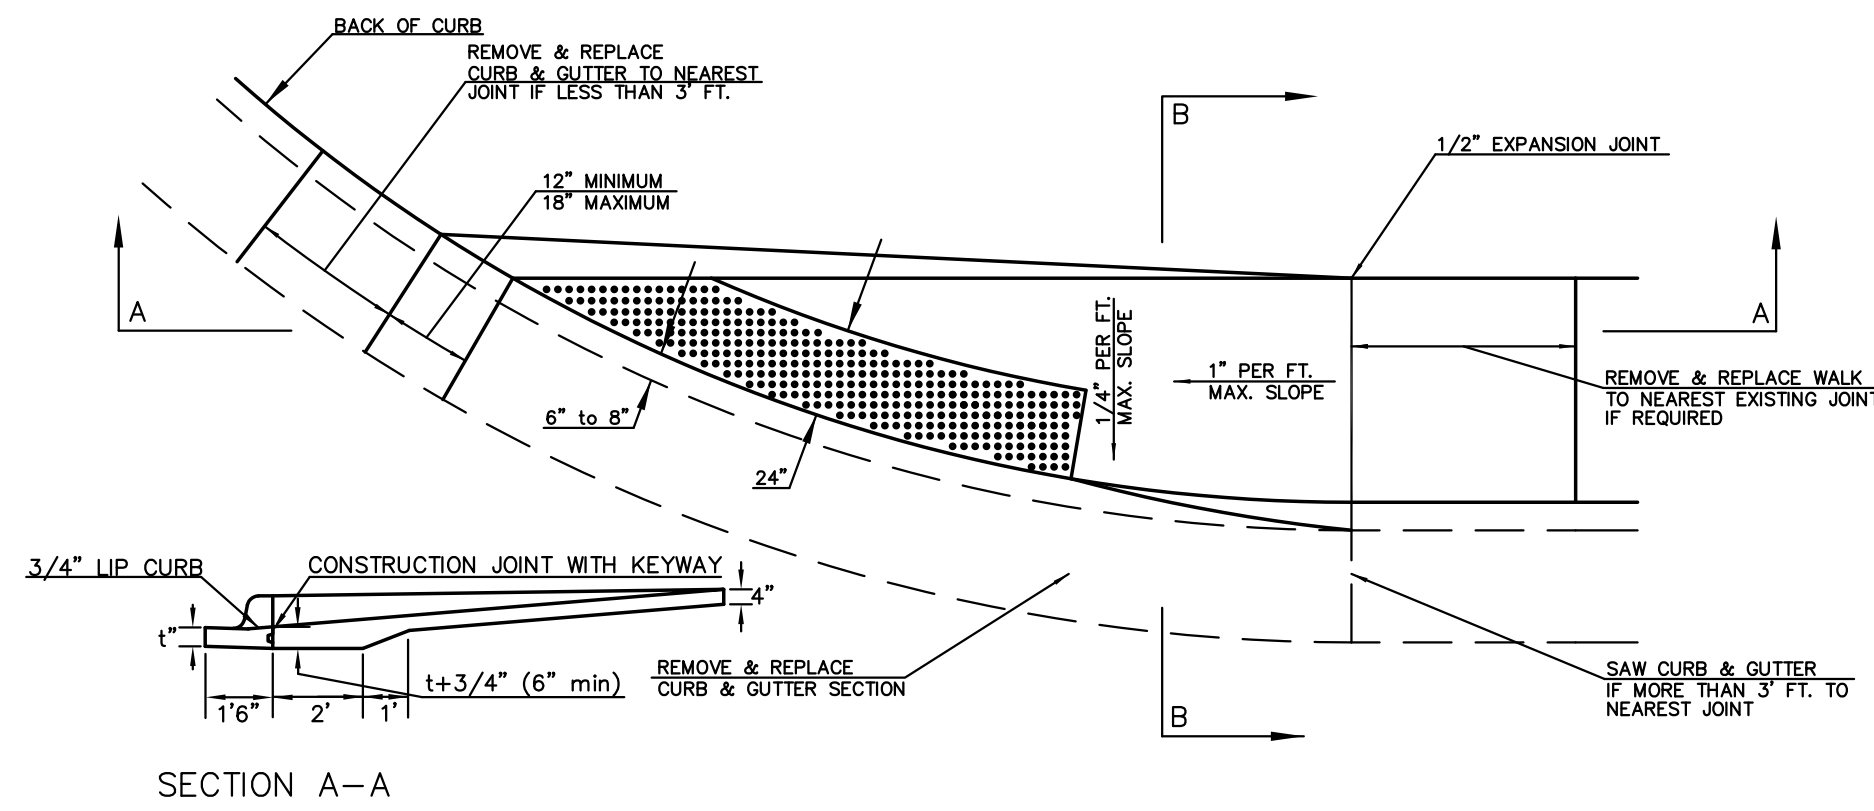 BACK OF CURB
REMOVE & REPLACE
CURB & GUTTER TO NEAREST
JOINT IF LESS THAN 3' FT.
12" MINIMUM
18" MAXIMUM
B
1/2" EXPANSION JOINT
A
A
1/4" PER FT.
MAX. SLOPE
1" PER FT.
MAX. SLOPE
REMOVE & REPLACE WALK
TO NEAREST EXISTING JOINT
IF REQUIRED
6" to 8"
24"
3/4" LIP CURB
CONSTRUCTION JOINT WITH KEYWAY
4"
t"
t+3/4" (6" min)
1'6"
2'
1'
REMOVE & REPLACE
CURB & GUTTER SECTION
SAW CURB & GUTTER
IF MORE THAN 3' FT. TO
NEAREST JOINT
B
SECTION A-A